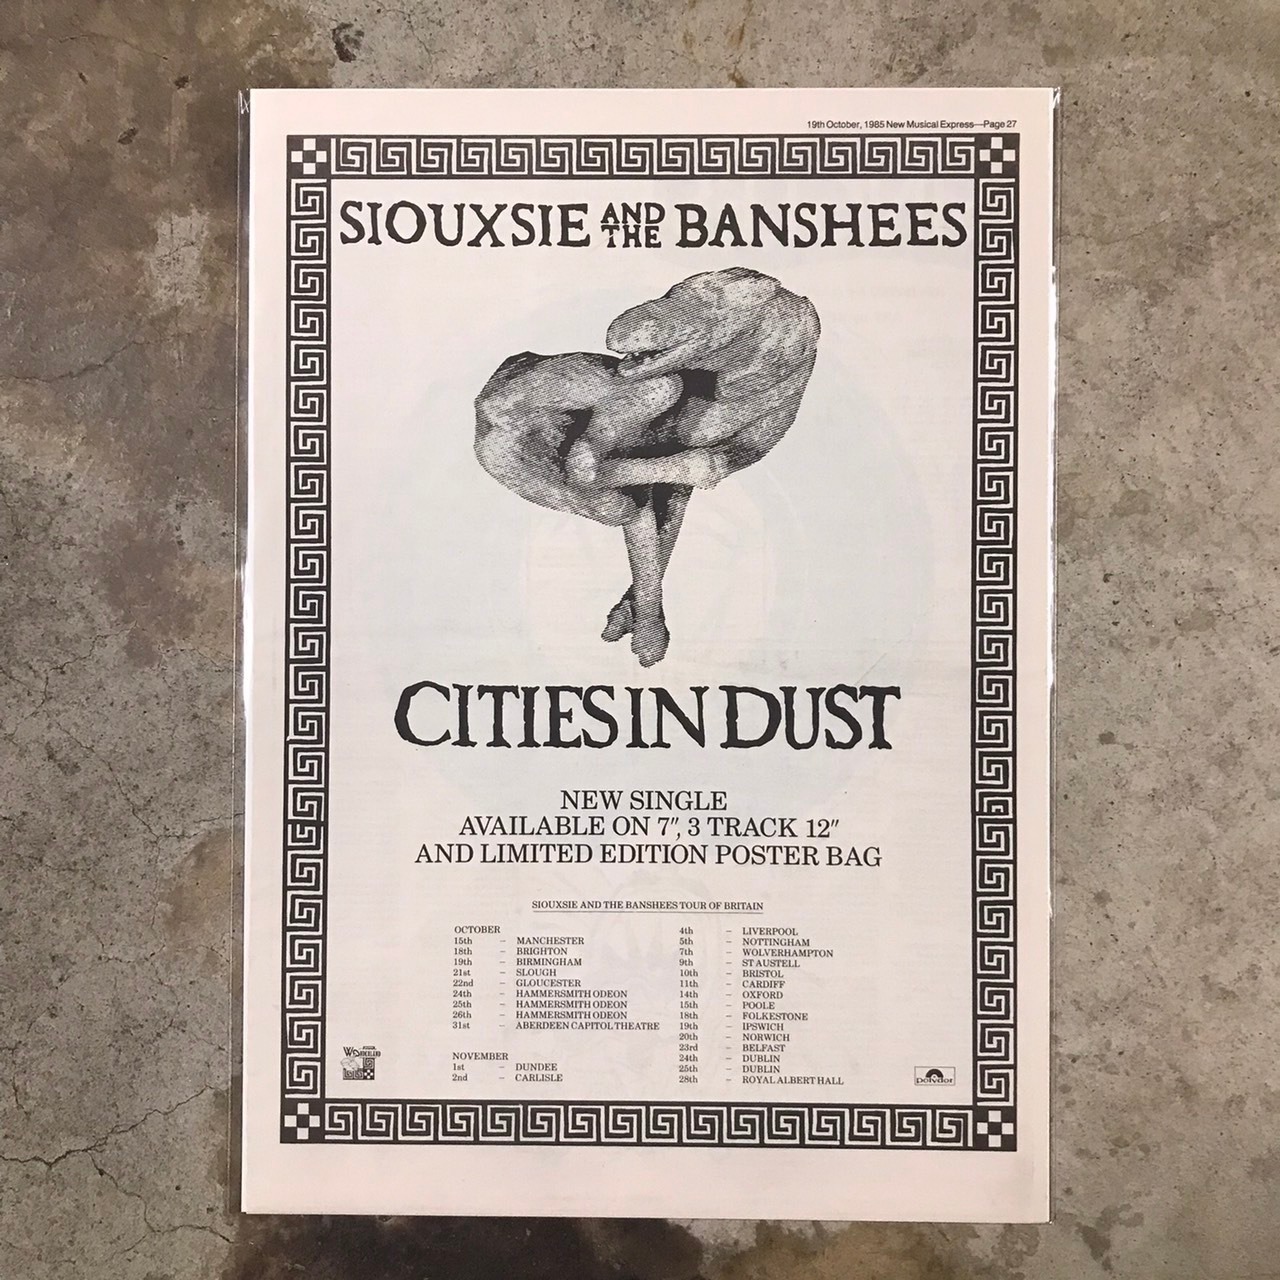 19th October, 1985 New Musical Express—Page 27
SIOUXSIE AND THE BANSHEES
CITIES IN DUST
NEW SINGLE
AVAILABLE ON 7″, 3 TRACK 12″
AND LIMITED EDITION POSTER BAG
SIOUXSIE AND THE BANSHEES TOUR OF BRITAIN
OCTOBER
15th – MANCHESTER
18th – BRIGHTON
19th – BIRMINGHAM
21st – SLOUGH
22nd – GLOUCESTER
24th – HAMMERSMITH ODEON
25th – HAMMERSMITH ODEON
26th – HAMMERSMITH ODEON
31st – ABERDEEN CAPITOL THEATRE
NOVEMBER
1st – DUNDEE
2nd – CARLISLE
4th – LIVERPOOL
5th – NOTTINGHAM
7th – WOLVERHAMPTON
9th – ST AUSTELL
10th – BRISTOL
11th – CARDIFF
14th – OXFORD
15th – POOLE
18th – FOLKESTONE
19th – IPSWICH
20th – NORWICH
23rd – BELFAST
24th – DUBLIN
25th – DUBLIN
28th – ROYAL ALBERT HALL
polydor